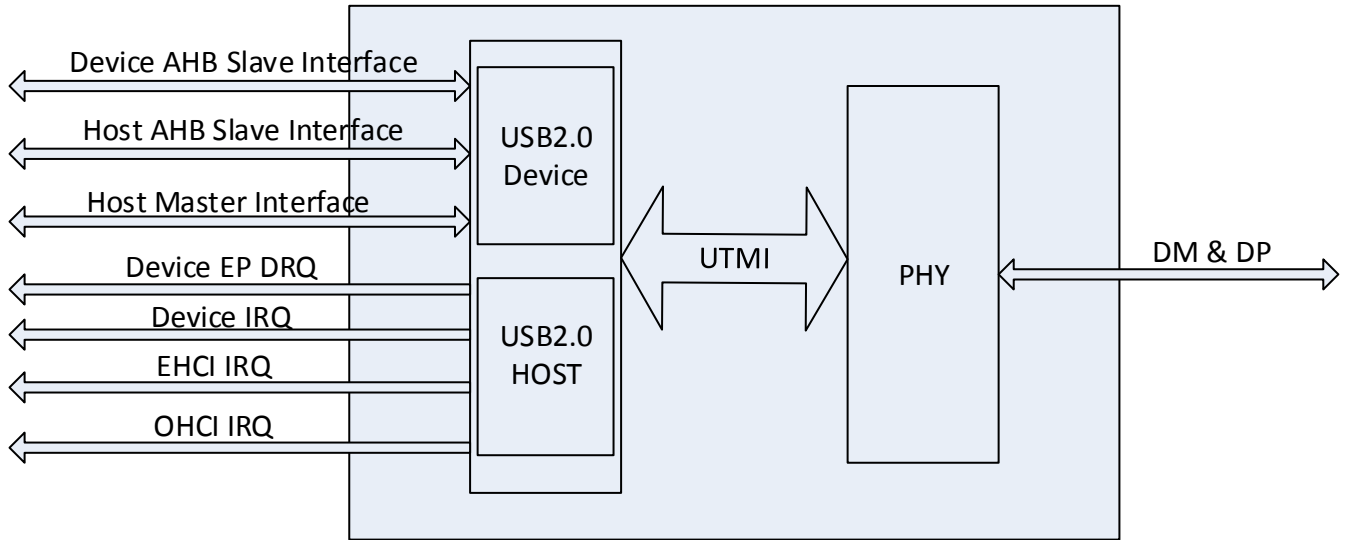 Device AHB Slave Interface
Host AHB Slave Interface
Host Master Interface
Device EP DRQ
Device IRQ
EHCI IRQ
OHCI IRQ
USB2.0
Device
USB2.0
HOST
UTMI
PHY
DM & DP